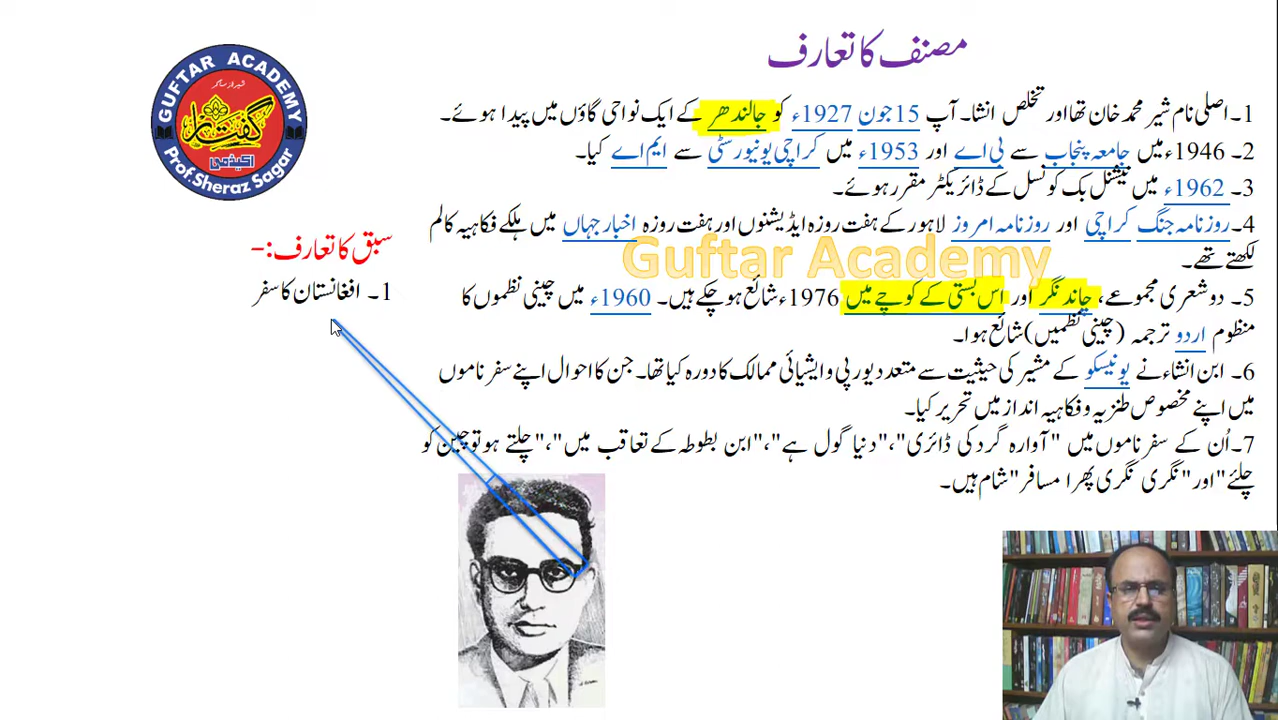 مصنف کا تعارف
1۔ اصلی نام شیر محمد خان تھا اور تخلص انشا۔ آپ 15 جون 1927ء کو جالندھر کے ایک نواحی گاؤں میں پیدا ہوئے۔
2۔ 1946ء میں جامعہ پنجاب سے بی اے اور 1953ء میں کراچی یونیورسٹی سے ایم اے کیا۔
3۔ 1962ء میں نیشنل بک کونسل کے ڈائریکٹر مقرر ہوئے۔
4۔ روزنامہ جنگ کراچی اور روزنامہ امروز لاہور کے ہفت روزہ ایڈیشنوں اور ہفت روزہ اخبار جہاں میں ہلکے فکاہیہ کالم
لکھتے تھے۔
5۔ دو شعری مجموعے، چاند نگر اور اس بستی کے کوچے میں 1976ء شائع ہو چکے ہیں۔ 1960ء میں چینی نظموں کا
منظوم اردو ترجمہ (چینی نظمیں) شائع ہوا۔
6۔ ابن انشاء نے یونیسکو کے مشیر کی حیثیت سے متعدد یورپی و ایشیائی ممالک کا دورہ کیا تھا۔ جن کا احوال اپنے سفر ناموں
میں اپنے مخصوص طنزیہ و فکاہیہ انداز میں تحریر کیا۔
7۔ اُن کے سفر ناموں میں "آوارہ گرد کی ڈائری"،"دنیا گول ہے"،"ابن بطوطہ کے تعاقب میں"،"چلتے ہو تو چین کو
چلئے" اور "نگری نگری پھرا مسافر" شام ہیں۔
سبق کا تعارف:-
1۔ افغانستان کا سفر
Guftar Academy
GUFTAR ACADEMY
گفتار
اکیڈمی
Prof.Sheraz Sagar